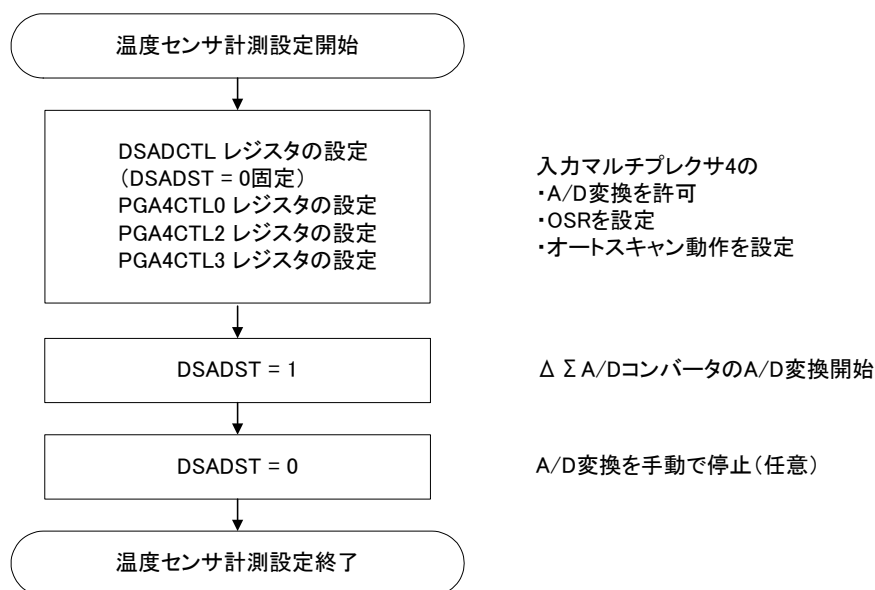 温度センサ計測設定開始
DSADCTL レジスタの設定
（DSADST = 0固定）
PGA4CTL0 レジスタの設定
PGA4CTL2 レジスタの設定
PGA4CTL3 レジスタの設定
入力マルチプレクサ4の
・A/D変換を許可
・OSRを設定
・オートスキャン動作を設定
DSADST = 1
ΔΣA/DコンバータのA/D変換開始
DSADST = 0
A/D変換を手動で停止（任意）
温度センサ計測設定終了